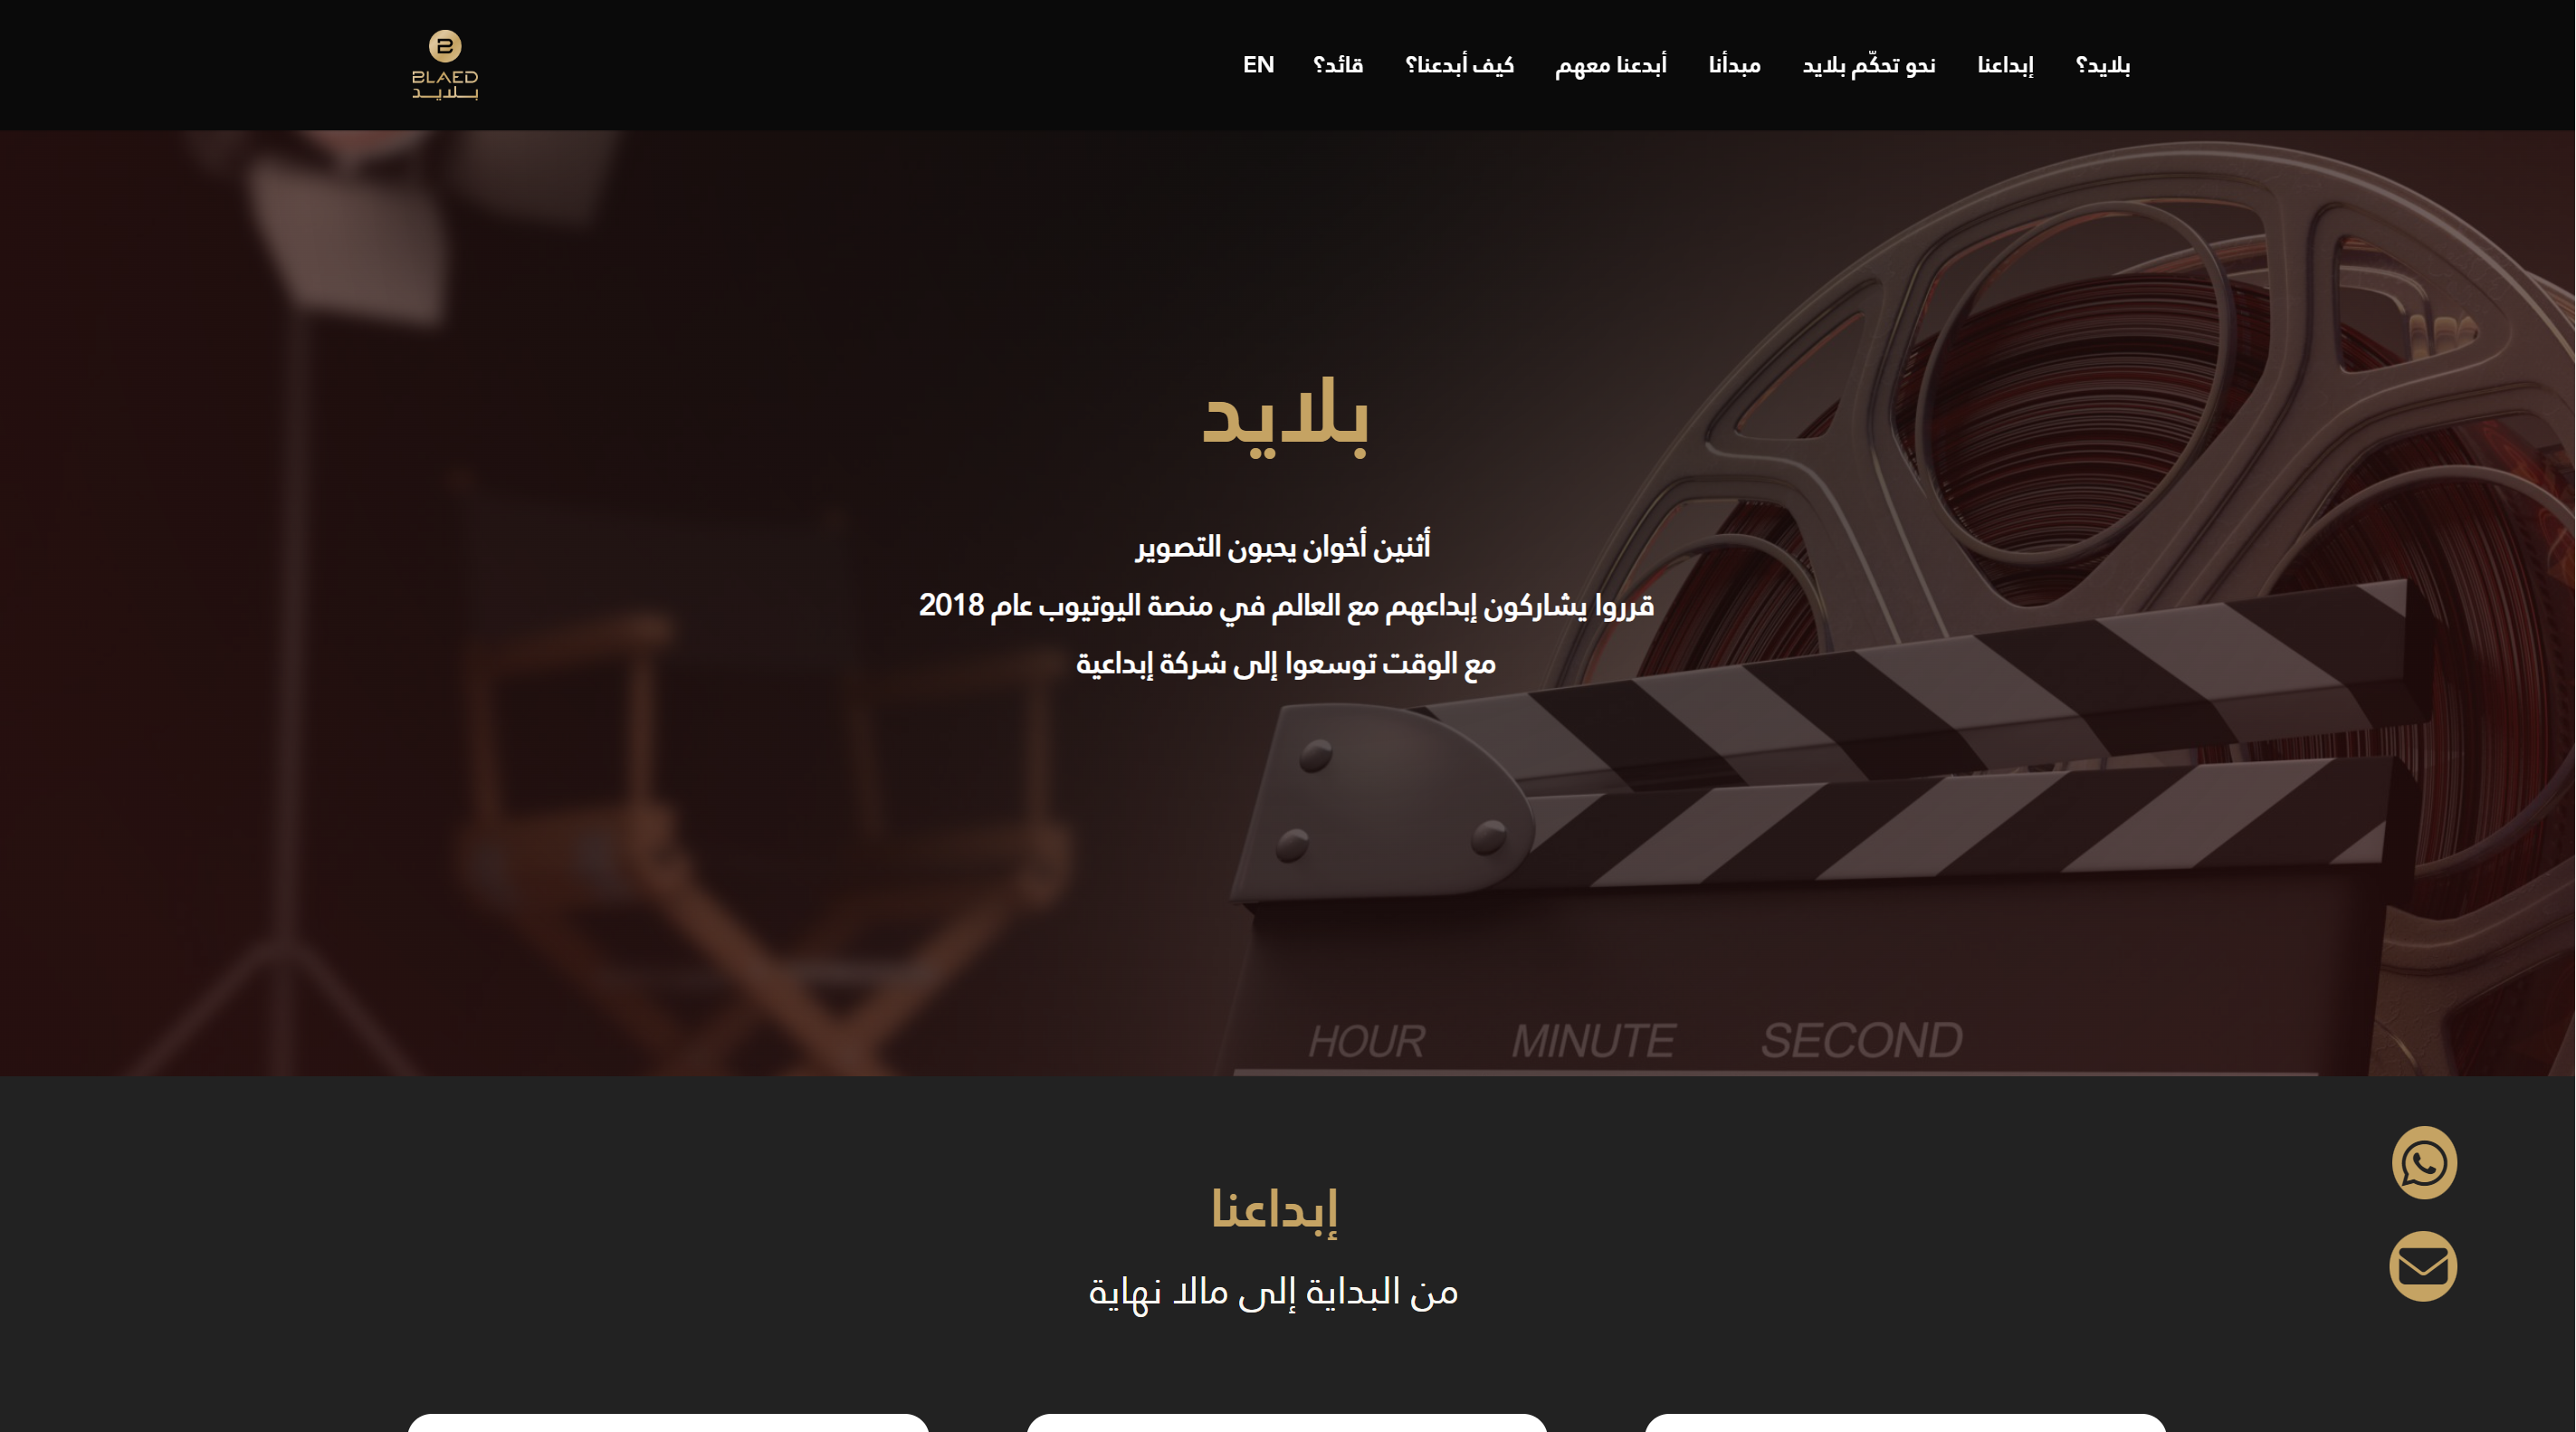 بلايد؟
إبداعنا
نحو تحكّم بلايد
مبدأنا
أبدعنا معهم
كيف أبدعنا؟
قائد؟
EN
B
BLAED
بـلايـد
بلايد
أثنين أخوان يحبون التصوير
قرروا يشاركون إبداعهم مع العالم في منصة اليوتيوب عام 2018
مع الوقت توسعوا إلى شركة إبداعية
HOUR MINUTE SECOND
إبداعنا
من البداية إلى مالا نهاية